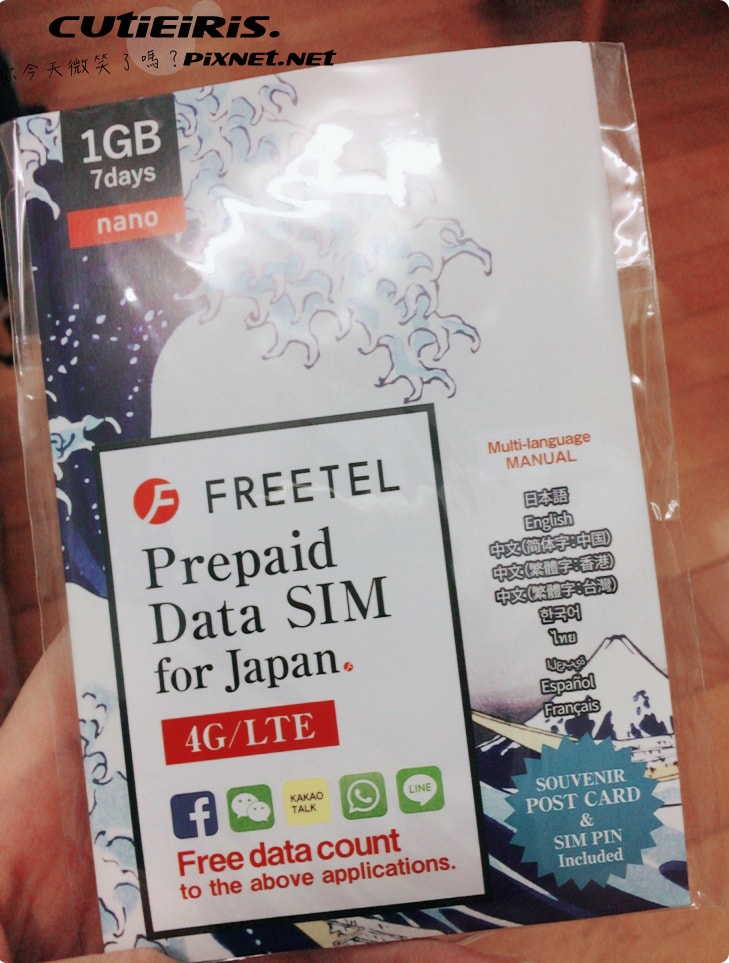 CUTiEiRiS.
你今天微笑了嗎？PiXNET.NET
1GB
7days
nano
FREETEL
Prepaid
Data SIM
for Japan.
4G/LTE
KAKAO
TALK
LINE
Free data count
to the above applications.
Multi-language
MANUAL
日本語
English
中文(简体字:中国)
中文(繁體字:香港)
中文(繁體字:台灣)
한국어
ไทย
Español
Français
SOUVENIR
POST CARD
&
SIM PIN
Included